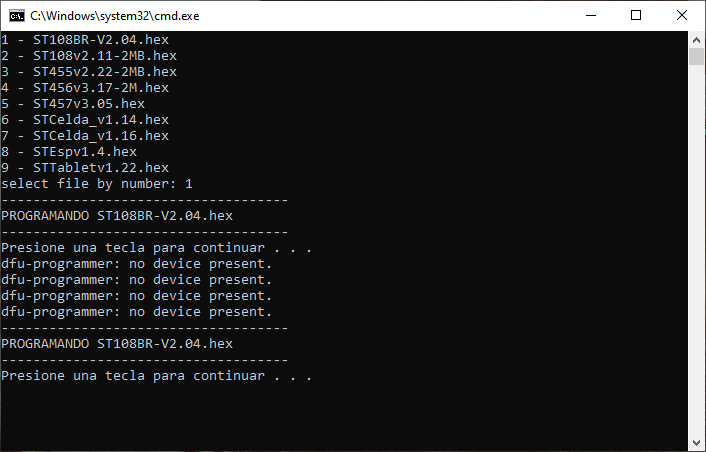 C:\Windows\system32\cmd.exe
1 - ST108BR-V2.04.hex
2 - ST108v2.11-2MB.hex
3 - ST455v2.22-2MB.hex
4 - ST456v3.17-2M.hex
5 - ST457v3.05.hex
6 - STCelda_v1.14.hex
7 - STCelda_v1.16.hex
8 - STEspv1.4.hex
9 - STTabletv1.22.hex
select file by number: 1
------------------------------------
PROGRAMANDO ST108BR-V2.04.hex
------------------------------------
Presione una tecla para continuar . . .
dfu-programmer: no device present.
dfu-programmer: no device present.
dfu-programmer: no device present.
dfu-programmer: no device present.
------------------------------------
PROGRAMANDO ST108BR-V2.04.hex
------------------------------------
Presione una tecla para continuar . . .